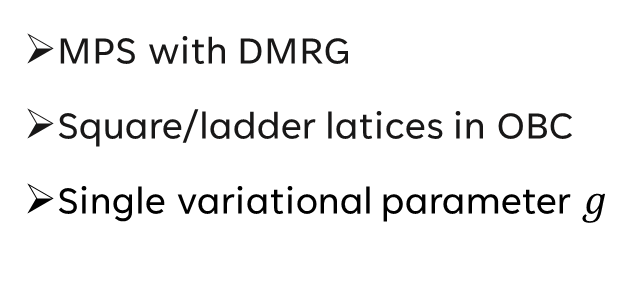 ➢MPS with DMRG
➢Square/ladder latices in OBC
➢Single variational parameter g